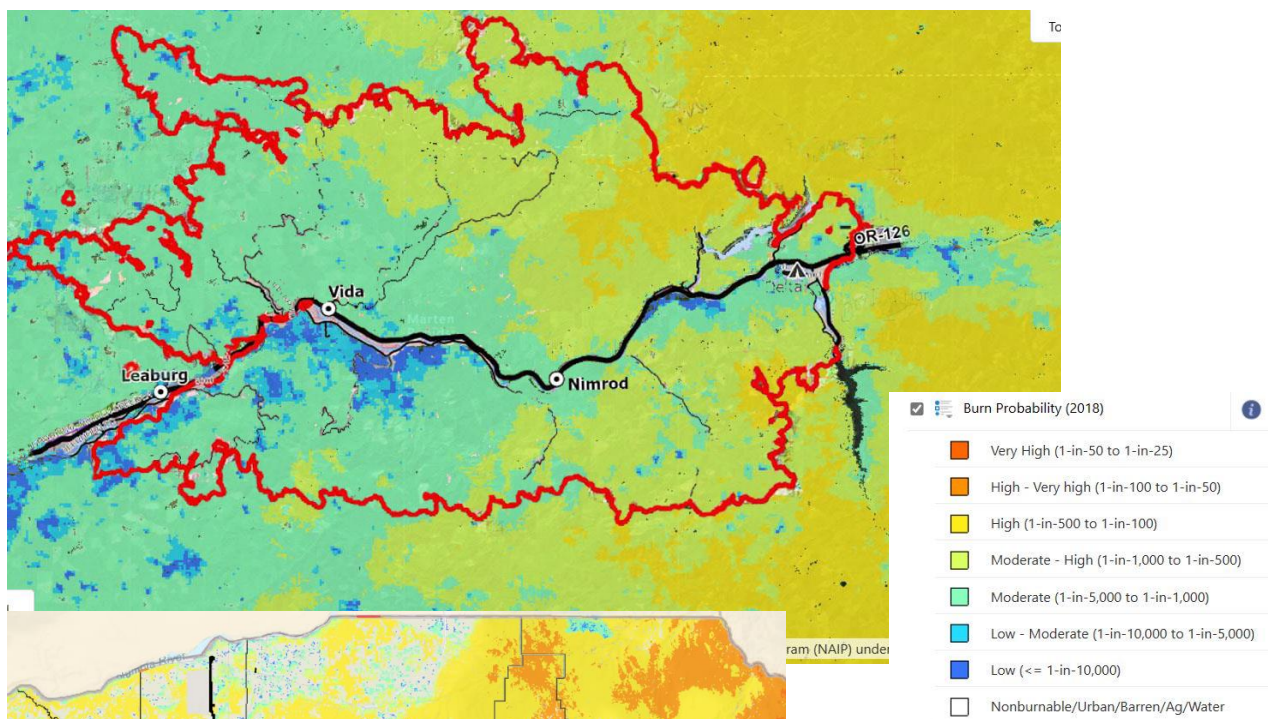 To
OR-126
Delta
Vida
Marten
Leaburg
Nimrod
ram (NAIP) under
Burn Probability (2018)
i
Very High (1-in-50 to 1-in-25)
High - Very high (1-in-100 to 1-in-50)
High (1-in-500 to 1-in-100)
Moderate - High (1-in-1,000 to 1-in-500)
Moderate (1-in-5,000 to 1-in-1,000)
Low - Moderate (1-in-10,000 to 1-in-5,000)
Low (<= 1-in-10,000)
Nonburnable/Urban/Barren/Ag/Water